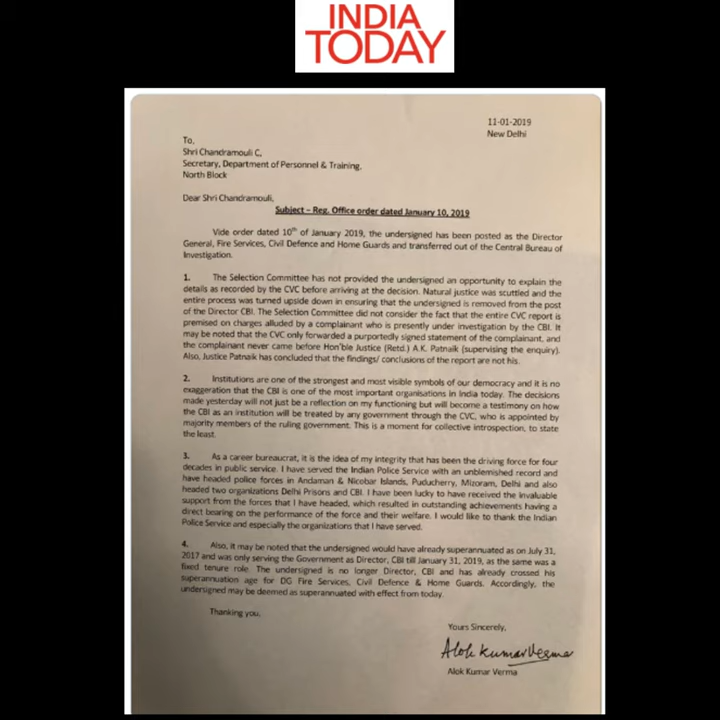 INDIA
TODAY
11-01-2019
New Delhi
To,
Shri Chandramouli C,
Secretary, Department of Personnel & Training,
North Block
Dear Shri Chandramouli,
Subject – Reg. Office order dated January 10, 2019
Vide order dated 10th of January 2019, the undersigned has been posted as the Director
General, Fire Services, Civil Defence and Home Guards and transferred out of the Central Bureau of
Investigation.
1. The Selection Committee has not provided the undersigned an opportunity to explain the
details as recorded by the CVC before arriving at the decision. Natural justice was scuttled and the
entire process was turned upside down in ensuring that the undersigned is removed from the post
of the Director CBI. The Selection Committee did not consider the fact that the entire CVC report is
premised on charges alluded by a complainant who is presently under investigation by the CBI. It
may be noted that the CVC only forwarded a purportedly signed statement of the complainant, and
the complainant never came before Hon'ble Justice (Retd.) A.K. Patnaik (supervising the enquiry).
Also, Justice Patnaik has concluded that the findings/ conclusions of the report are not his.
2. Institutions are one of the strongest and most visible symbols of our democracy and it is no
exaggeration that the CBI is one of the most important organisations in India today. The decisions
made yesterday will not just be a reflection on my functioning but will become a testimony on how
the CBI as an institution will be treated by any government through the CVC, who is appointed by
majority members of the ruling government. This is a moment for collective introspection, to state
the least.
3. As a career bureaucrat, it is the idea of my integrity that has been the driving force for four
decades in public service. I have served the Indian Police Service with an unblemished record and
have headed police forces in Andaman & Nicobar Islands, Puducherry, Mizoram, Delhi and also
headed two organizations Delhi Prisons and CBI. I have been lucky to have received the invaluable
support from the forces that I have headed, which resulted in outstanding achievements having a
direct bearing on the performance of the force and their welfare. I would like to thank the Indian
Police Service and especially the organizations that I have served.
4. Also, it may be noted that the undersigned would have already superannuated as on July 31,
2017 and was only serving the Government as Director, CBI till January 31, 2019, as the same was a
fixed tenure role. The undersigned is no longer Director, CBI and has already crossed his
superannuation age for DG Fire Services, Civil Defence & Home Guards. Accordingly, the
undersigned may be deemed as superannuated with effect from today.
Thanking you,
Yours Sincerely,
Alok Kumar Verma
Alok Kumar Verma